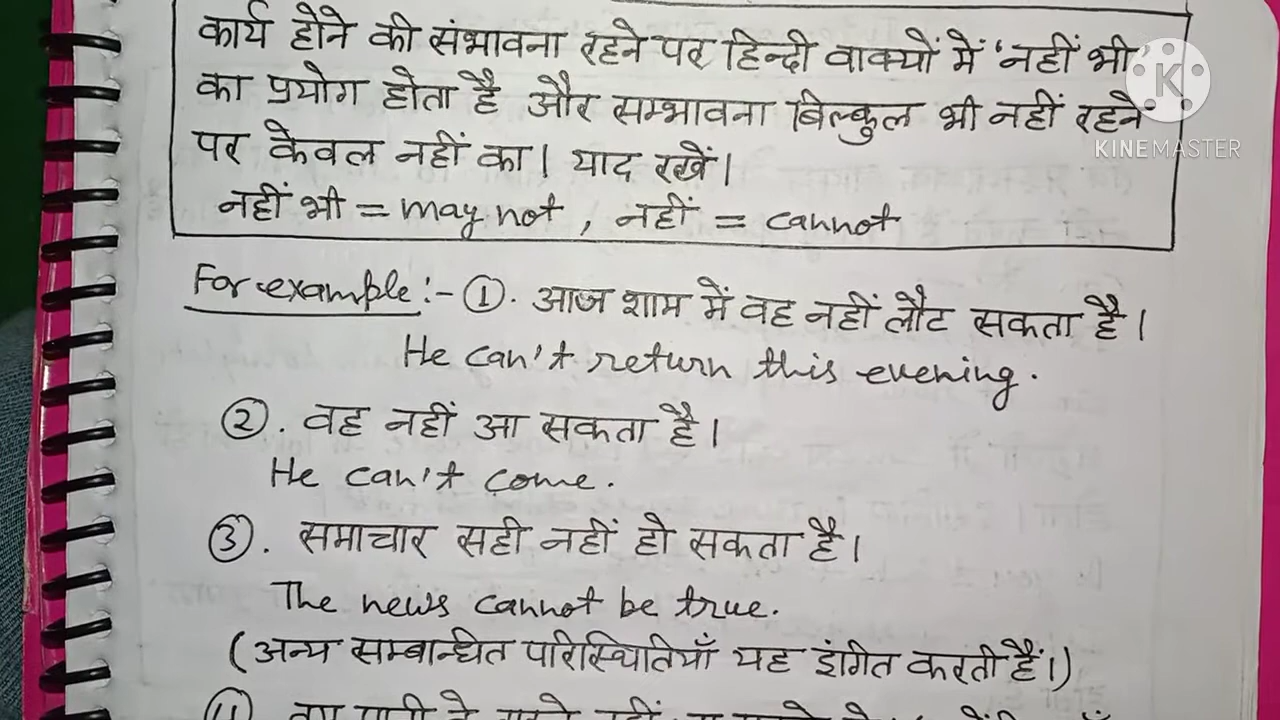 कार्य होने की संभावना रहने पर हिन्दी वाक्यों में 'नहीं भी'
का प्रयोग होता है और सम्भावना बिल्कुल भी नहीं रहने
पर केवल नहीं का। याद रखें।
नहीं भी = may not, नहीं = cannot
K
KINEMASTER
For example:- ①. आज शाम में वह नहीं लौट सकता है।
He can't return this evening.
②. वह नहीं आ सकता है।
He can't come.
③. समाचार सही नहीं हो सकता है।
The news cannot be true.
(अन्य सम्बन्धित परिस्थितियाँ यह इंगित करती हैं।)
④